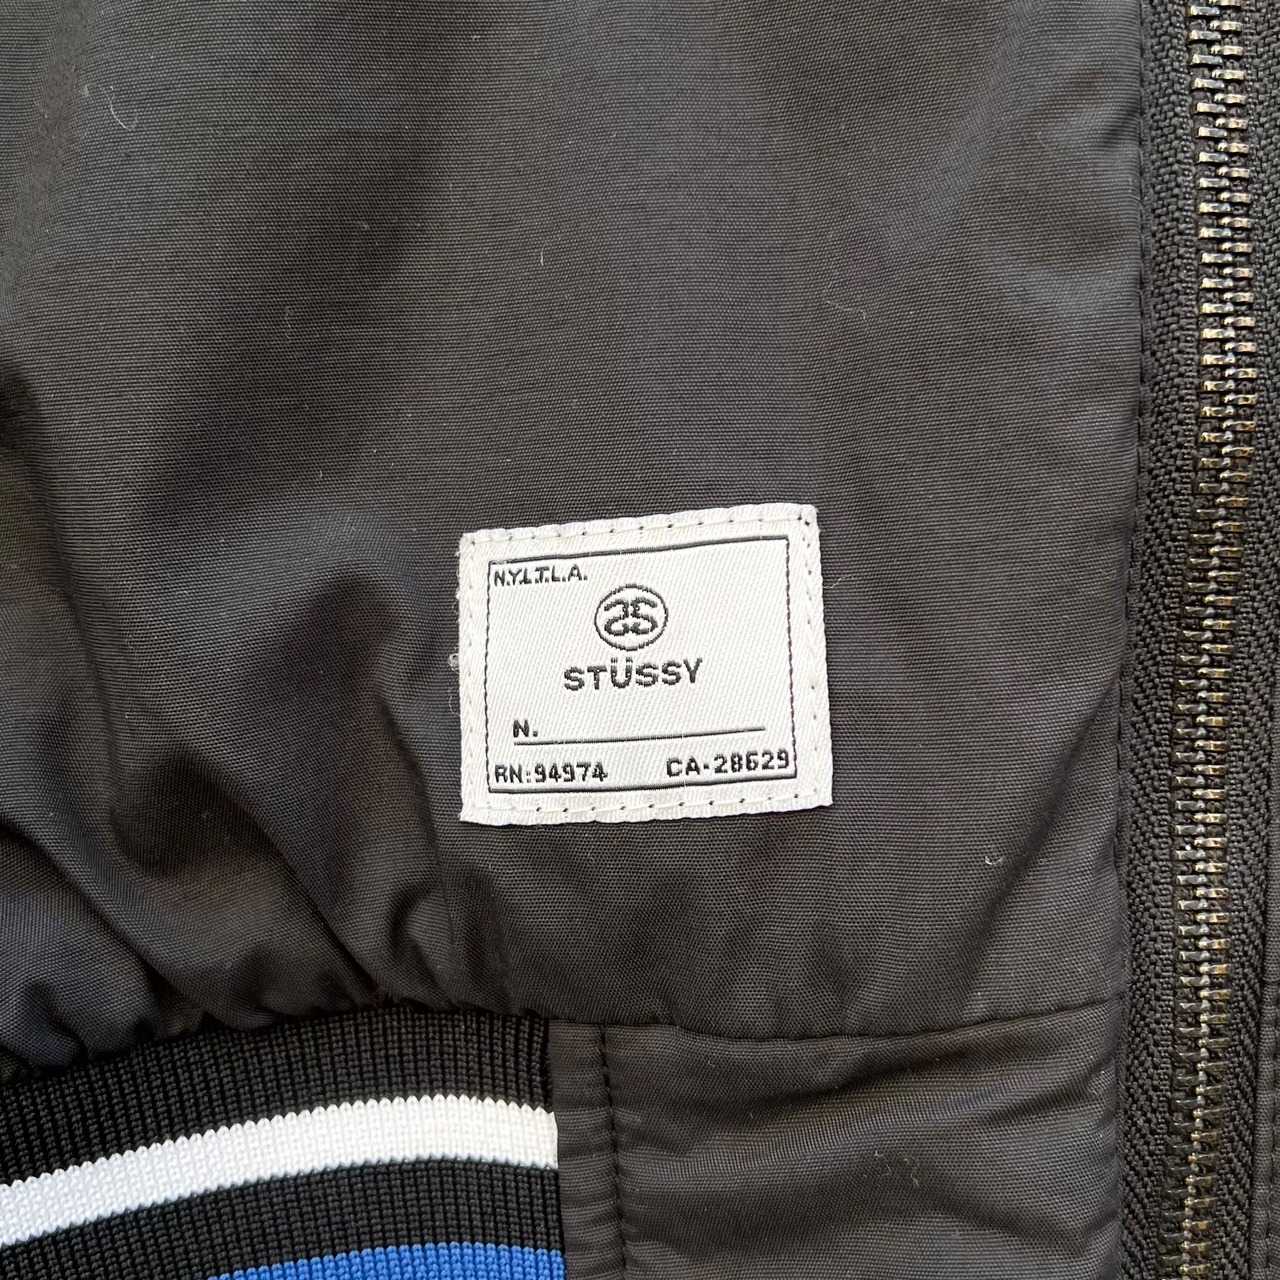 N.Y.L.T.L.A.
STÜSSY
N.
RN:94974 CA-28629